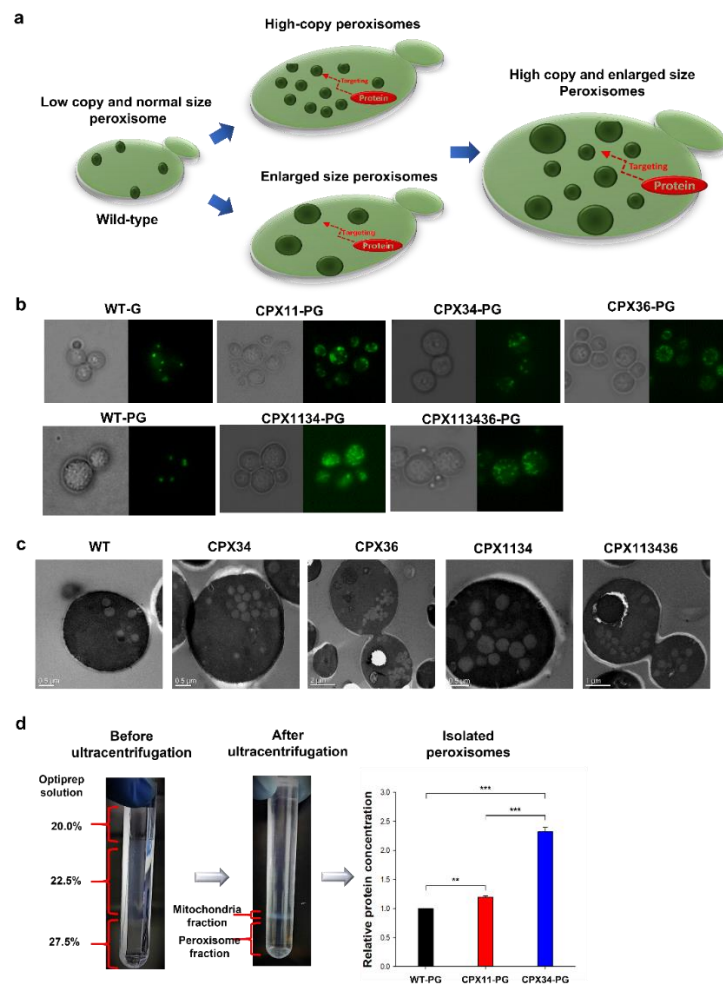 a
High-copy peroxisomes
Targeting
Protein
Low copy and normal size
peroxisome
Wild-type
Enlarged size peroxisomes
Targeting
Protein
High copy and enlarged size
Peroxisomes
Targeting
Protein
b
WT-G
CPX11-PG
CPX34-PG
CPX36-PG
WT-PG
CPX1134-PG
CPX113436-PG
c
WT
CPX34
CPX36
CPX1134
CPX113436
0.5 µm
0.5 µm
2 µm
0.5 µm
1 µm
d
Before
ultracentrifugation
After
ultracentrifugation
Isolated
peroxisomes
Optiprep
solution
20.0%
22.5%
27.5%
Mitochondria
fraction
Peroxisome
fraction
Relative protein concentration
3.0
2.5
2.0
1.5
1.0
0.5
0.0
***
***
**
WT-PG
CPX11-PG
CPX34-PG